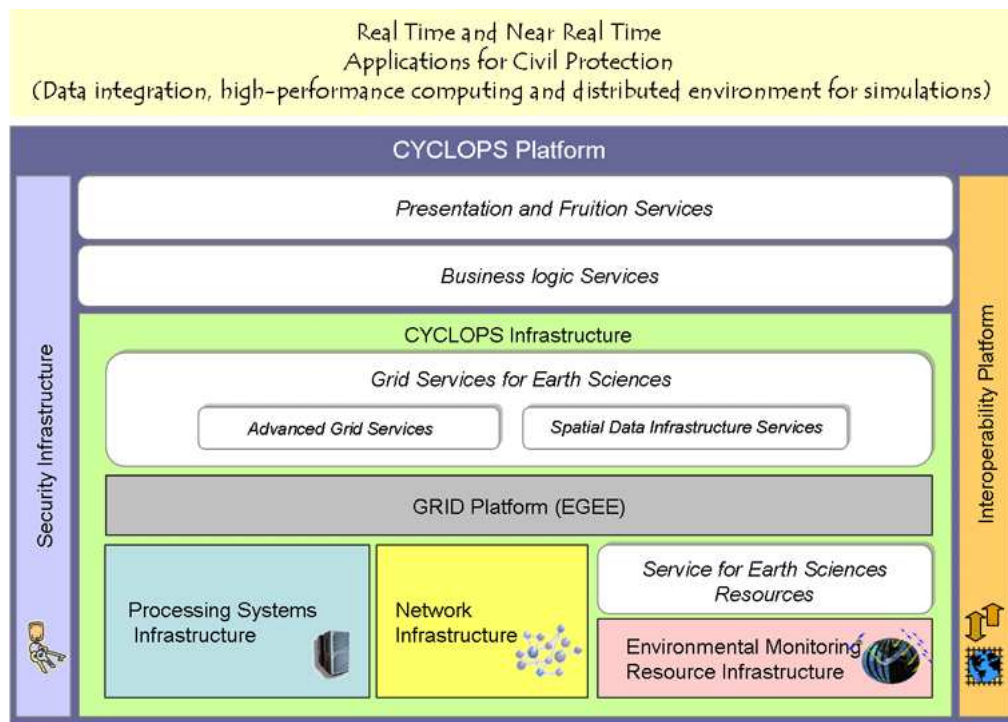 Real Time and Near Real Time
Applications for Civil Protection
(Data integration, high-performance computing and distributed environment for simulations)
CYCLOPS Platform
Security Infrastructure
Presentation and Fruition Services
Business logic Services
CYCLOPS Infrastructure
Grid Services for Earth Sciences
Advanced Grid Services
Spatial Data Infrastructure Services
GRID Platform (EGEE)
Processing Systems
Infrastructure
Network
Infrastructure
Service for Earth Sciences
Resources
Environmental Monitoring
Resource Infrastructure
Interoperability Platform